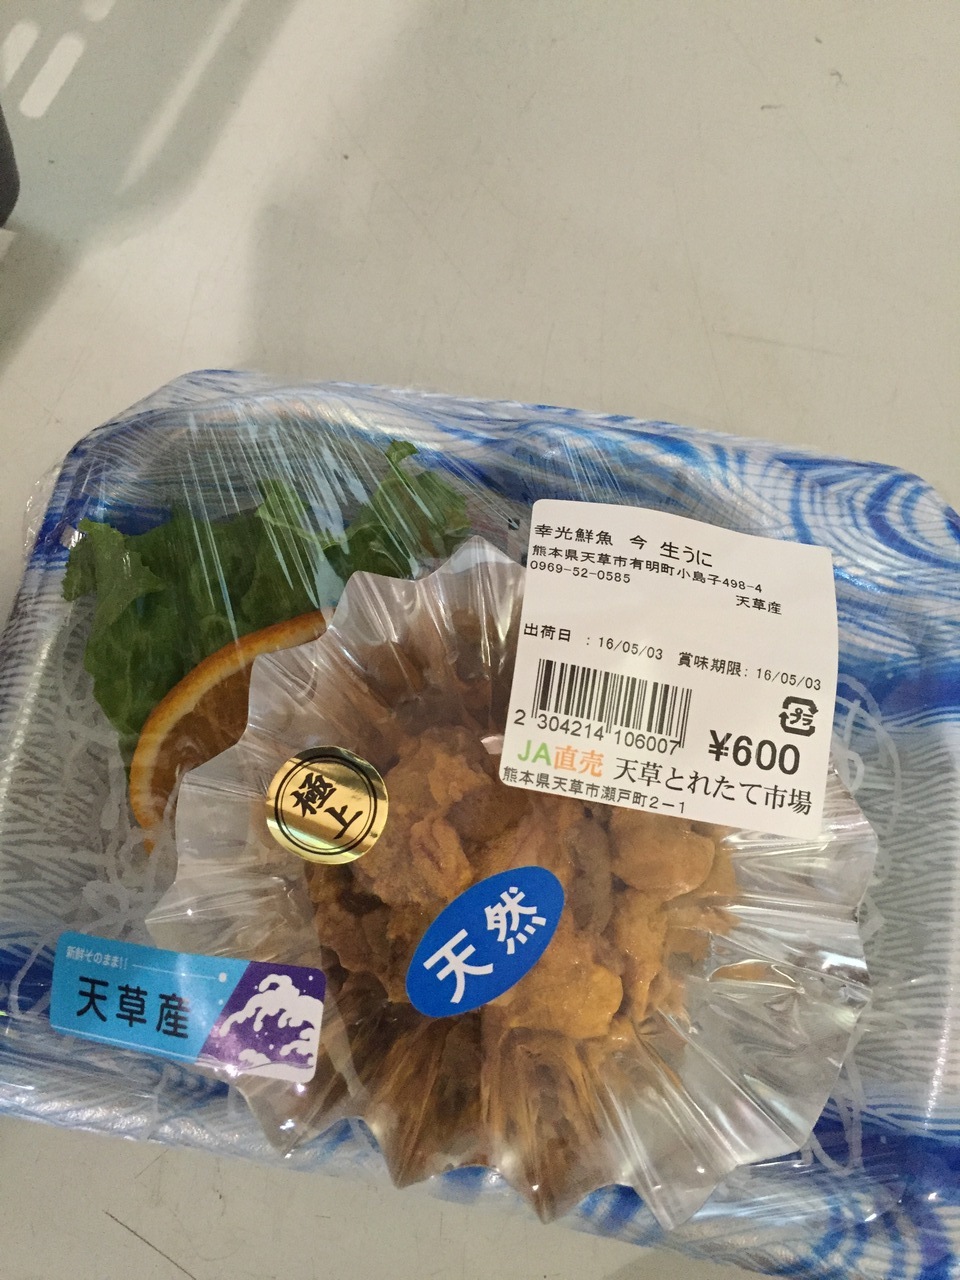 幸光鮮魚 今 生うに
熊本県天草市有明町小島子498-4
0969-52-0585
天草産
出荷日 : 16/05/03 賞味期限: 16/05/03
プラ
2 304214 106007
¥600
JA直売 天草とれたて市場
熊本県天草市瀬戸町2-1
極上
天然
新鮮そのまま!!
天草産